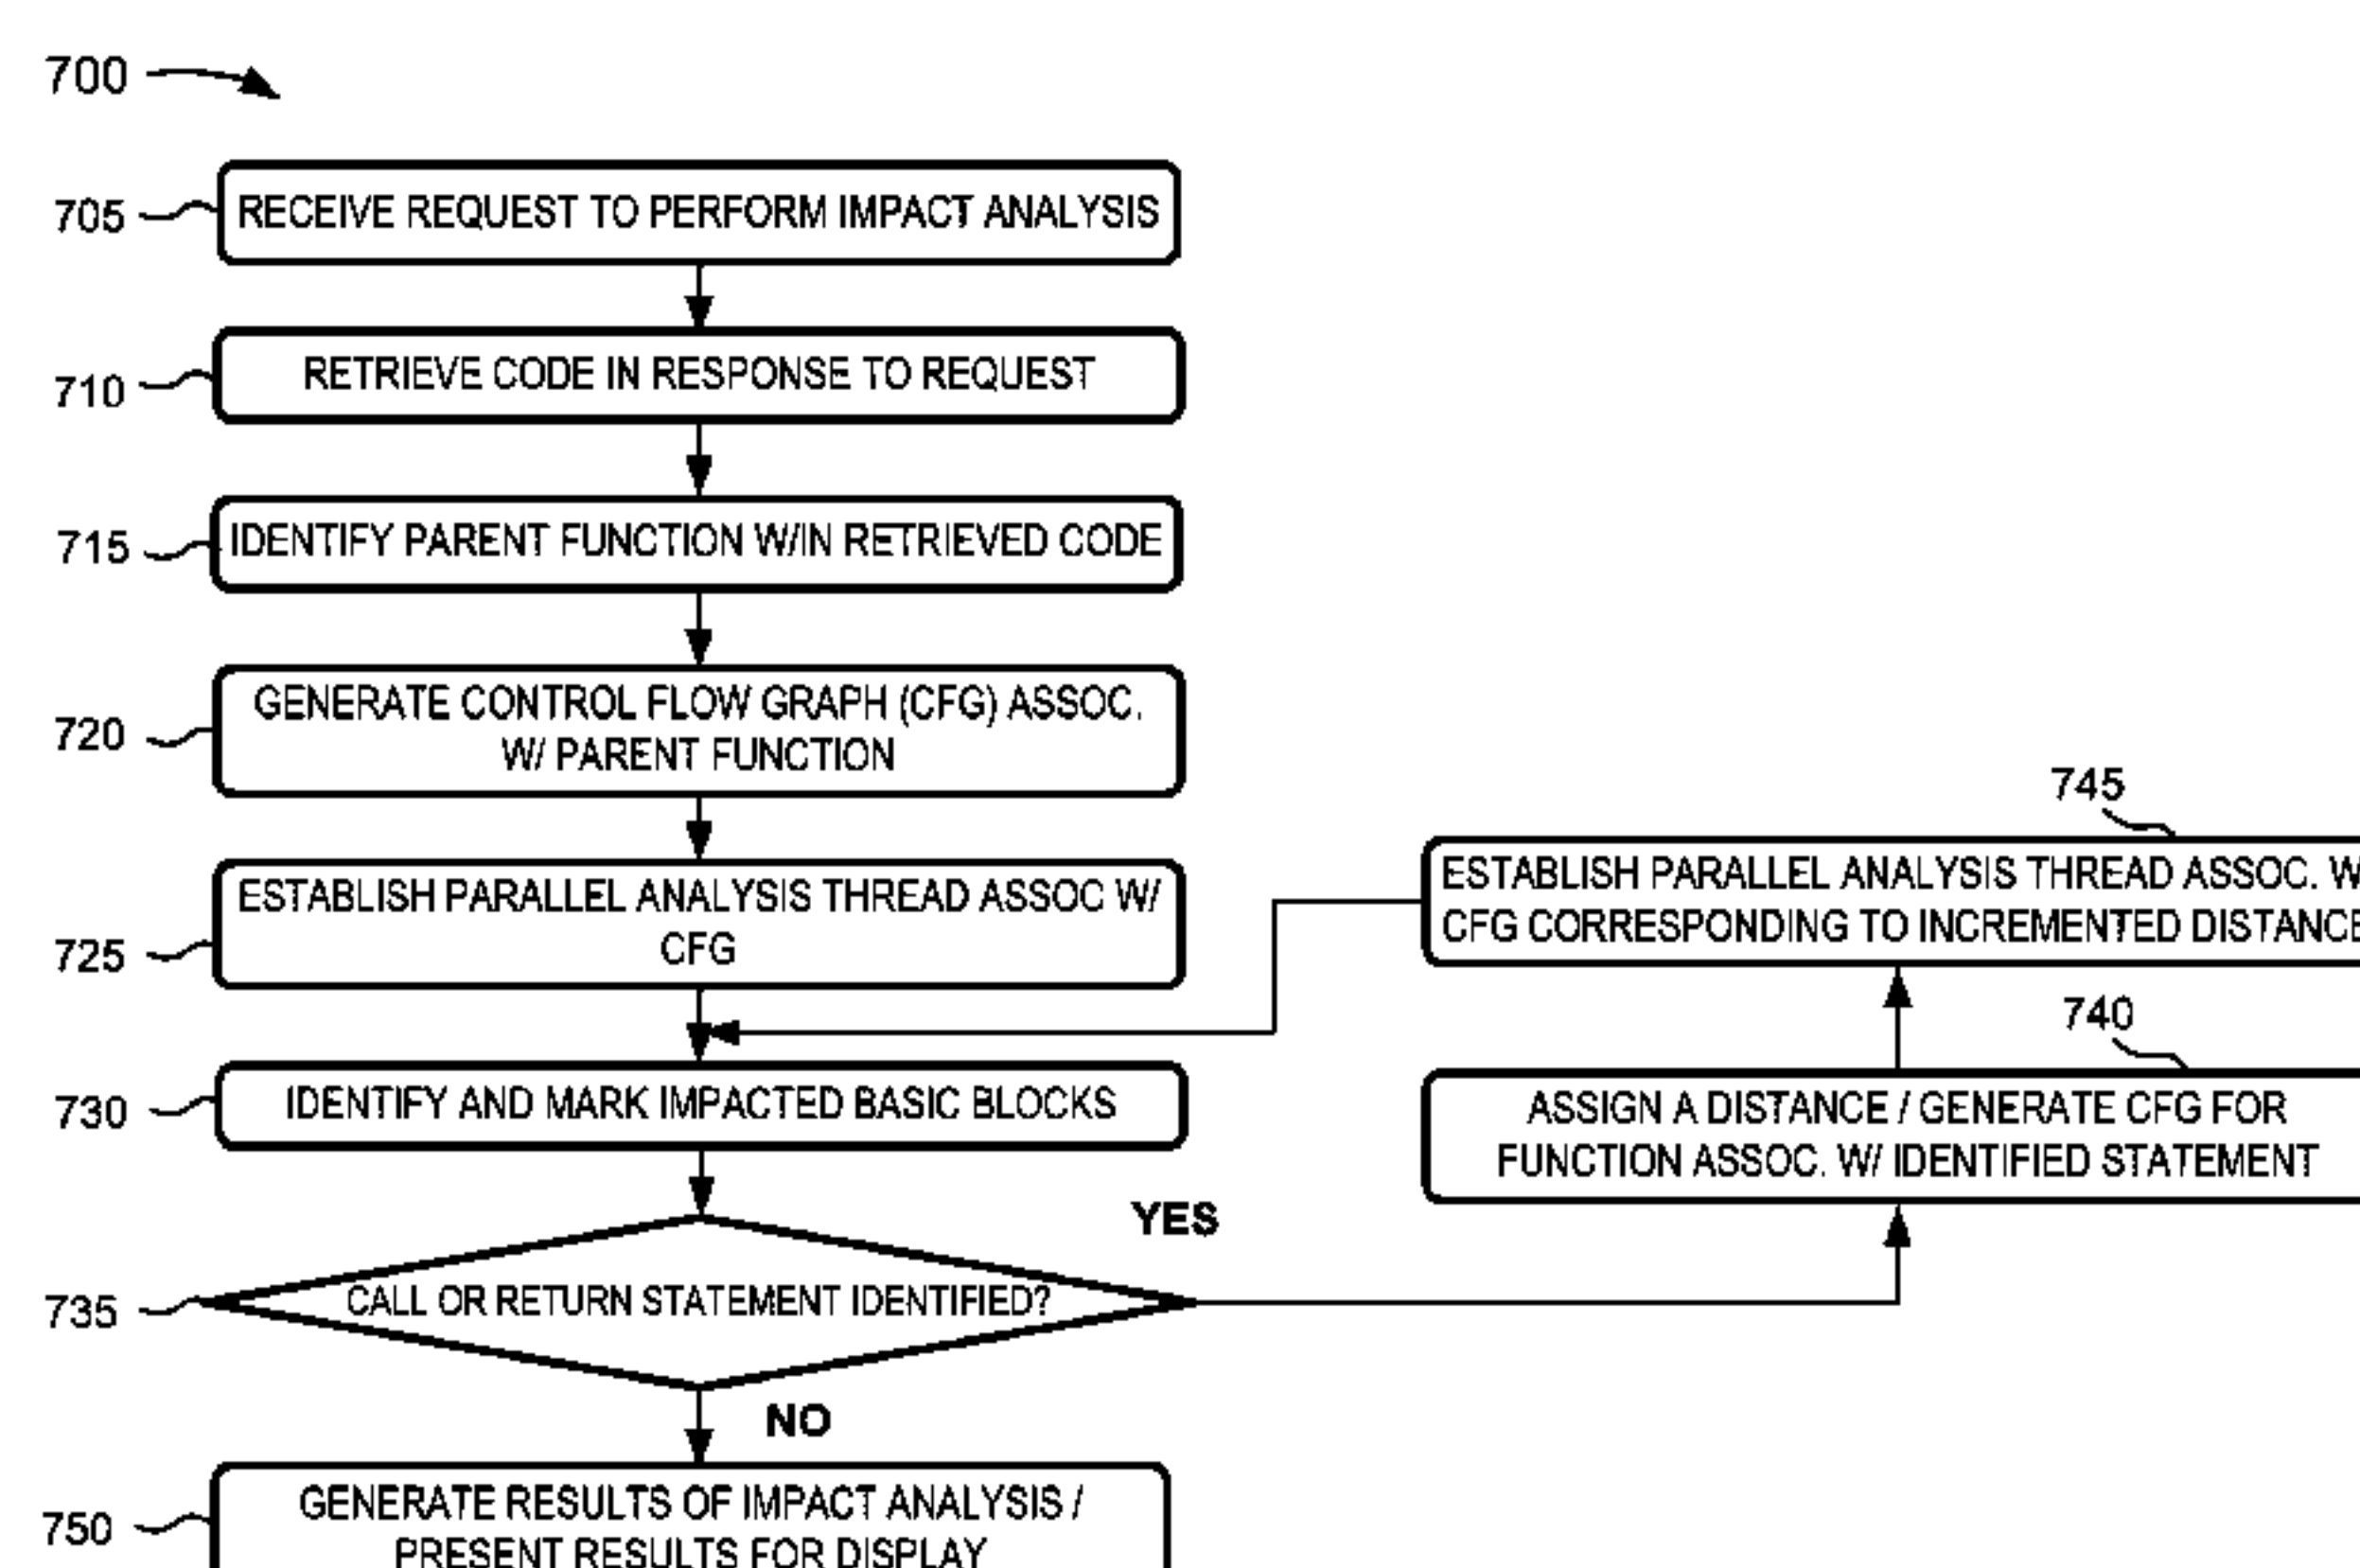 700
705
RECEIVE REQUEST TO PERFORM IMPACT ANALYSIS
710
RETRIEVE CODE IN RESPONSE TO REQUEST
715
IDENTIFY PARENT FUNCTION W/IN RETRIEVED CODE
720
GENERATE CONTROL FLOW GRAPH (CFG) ASSOC.
W/ PARENT FUNCTION
725
ESTABLISH PARALLEL ANALYSIS THREAD ASSOC W/
CFG
730
IDENTIFY AND MARK IMPACTED BASIC BLOCKS
735
CALL OR RETURN STATEMENT IDENTIFIED?
YES
740
ASSIGN A DISTANCE / GENERATE CFG FOR
FUNCTION ASSOC. W/ IDENTIFIED STATEMENT
745
ESTABLISH PARALLEL ANALYSIS THREAD ASSOC. W
CFG CORRESPONDING TO INCREMENTED DISTANCE
NO
750
GENERATE RESULTS OF IMPACT ANALYSIS /
PRESENT RESULTS FOR DISPLAY